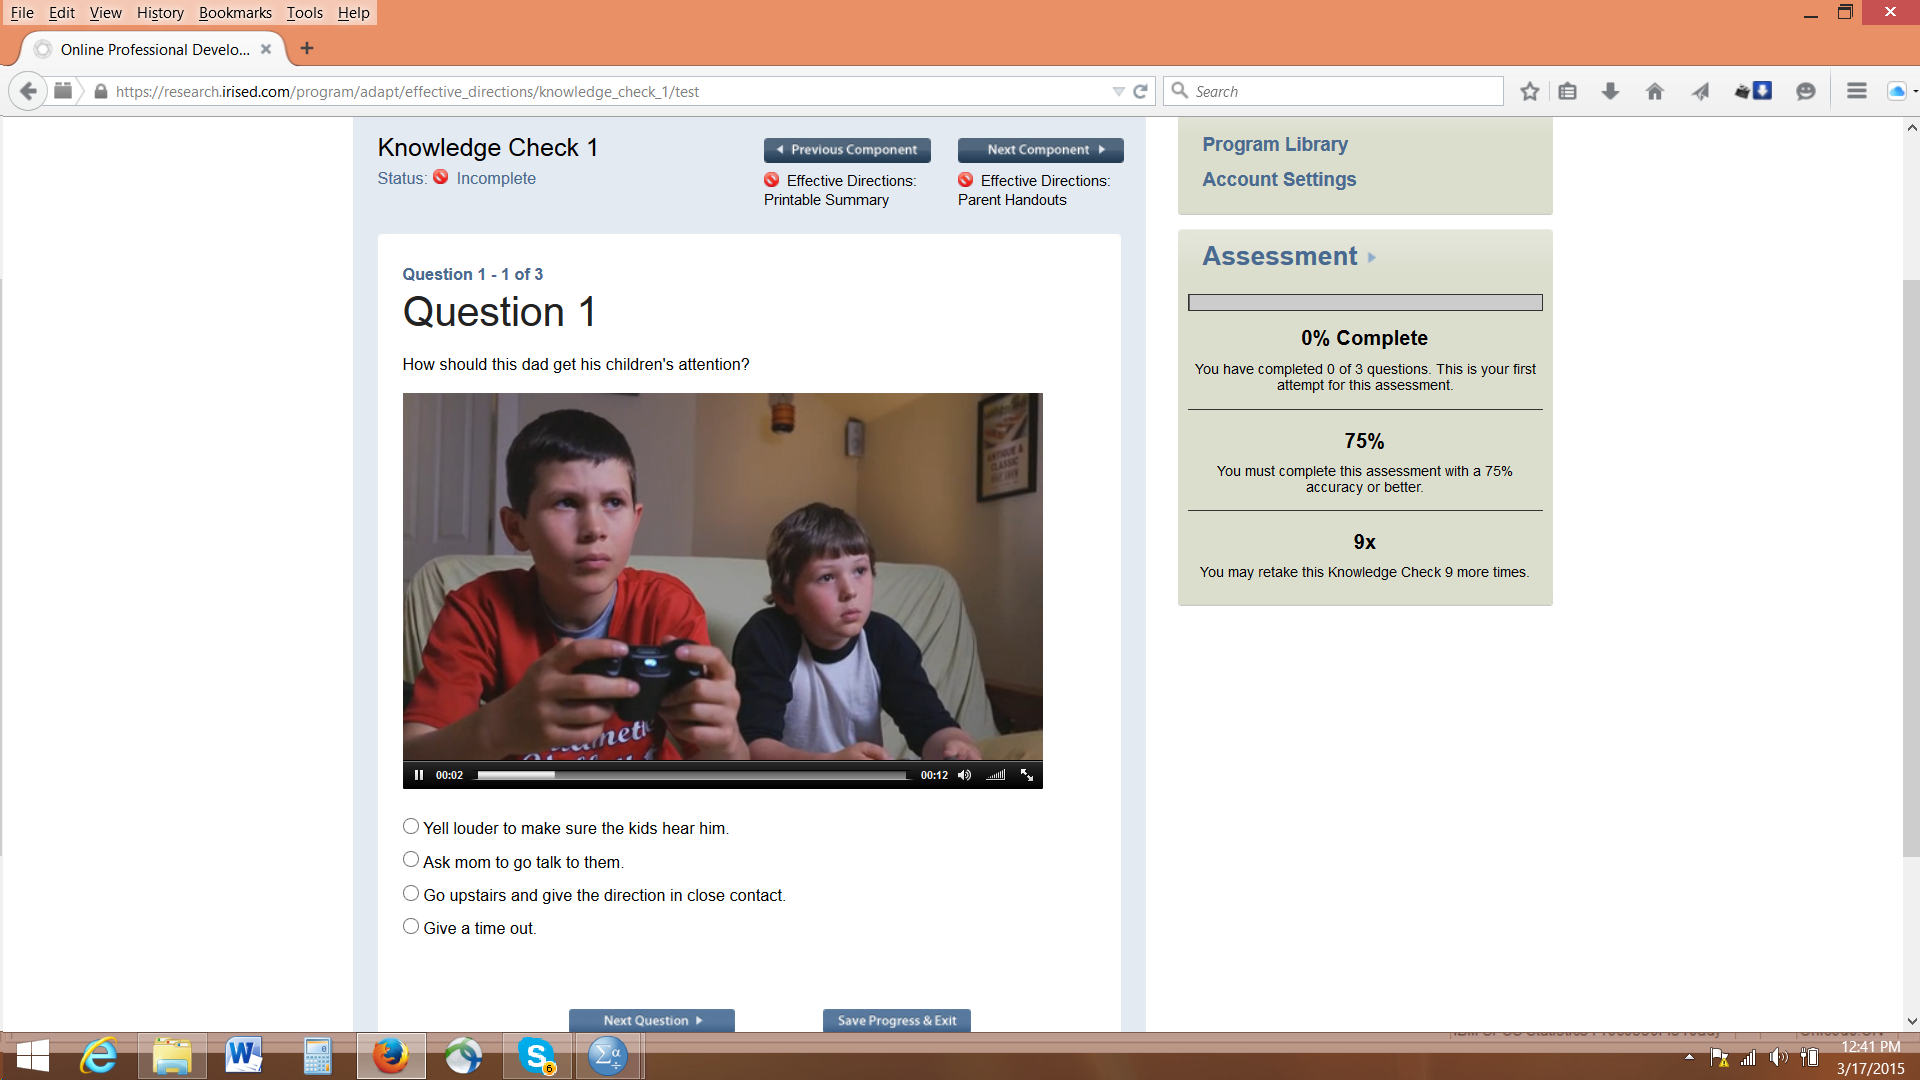 File Edit View History Bookmarks Tools Help
Online Professional Develo...
https://research.irised.com/program/adapt/effective_directions/knowledge_check_1/test
Search
Knowledge Check 1
Status: Incomplete
Previous Component
Effective Directions:
Printable Summary
Next Component
Effective Directions:
Parent Handouts
Question 1 - 1 of 3
Question 1
How should this dad get his children's attention?
ANTIQUE &
CLASSIC
00:02
00:12
Yell louder to make sure the kids hear him.
Ask mom to go talk to them.
Go upstairs and give the direction in close contact.
Give a time out.
Next Question
Save Progress & Exit
Program Library
Account Settings
Assessment
0% Complete
You have completed 0 of 3 questions. This is your first
attempt for this assessment.
75%
You must complete this assessment with a 75%
accuracy or better.
9x
You may retake this Knowledge Check 9 more times.
6
12:41 PM
3/17/2015